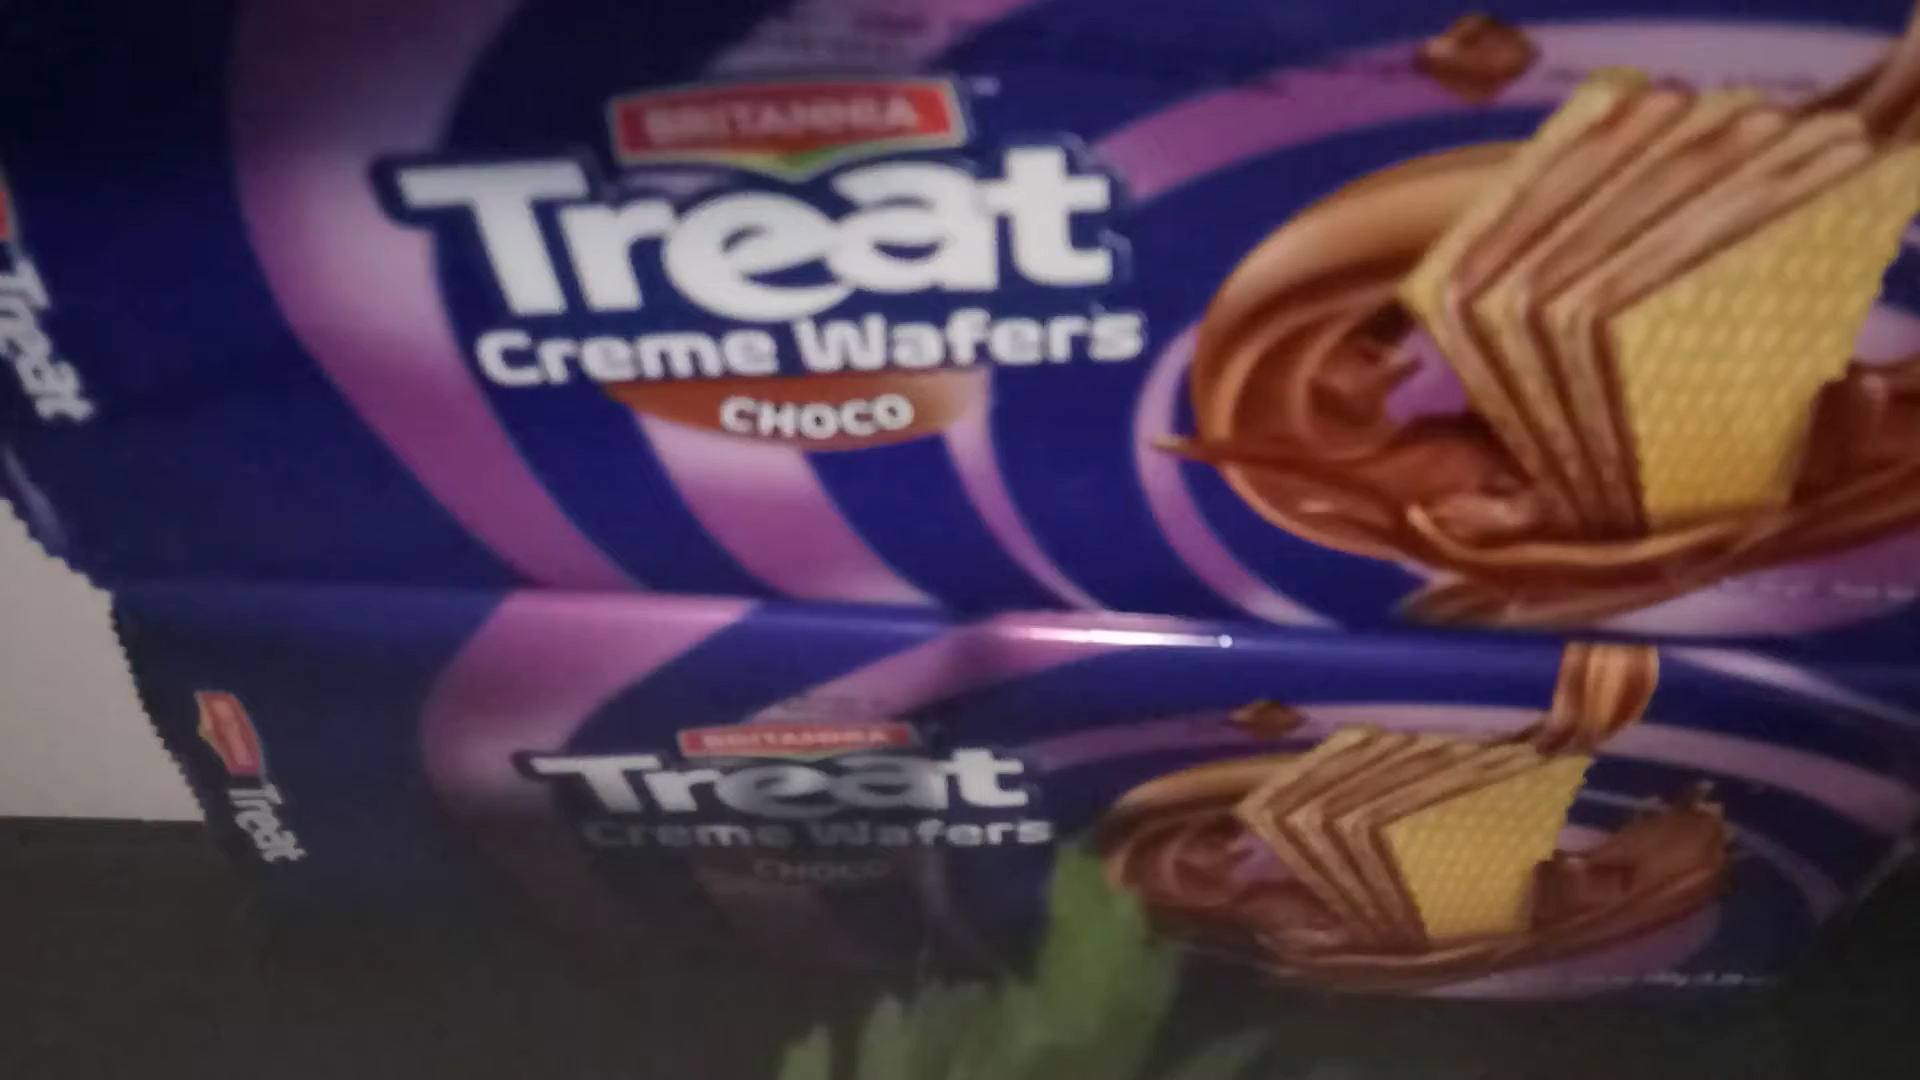 BRITANNIA
Treat
Creme Wafers
CHOCO
Treat
BRITANNIA
Treat
Creme Wafers
CHOCO
Treat